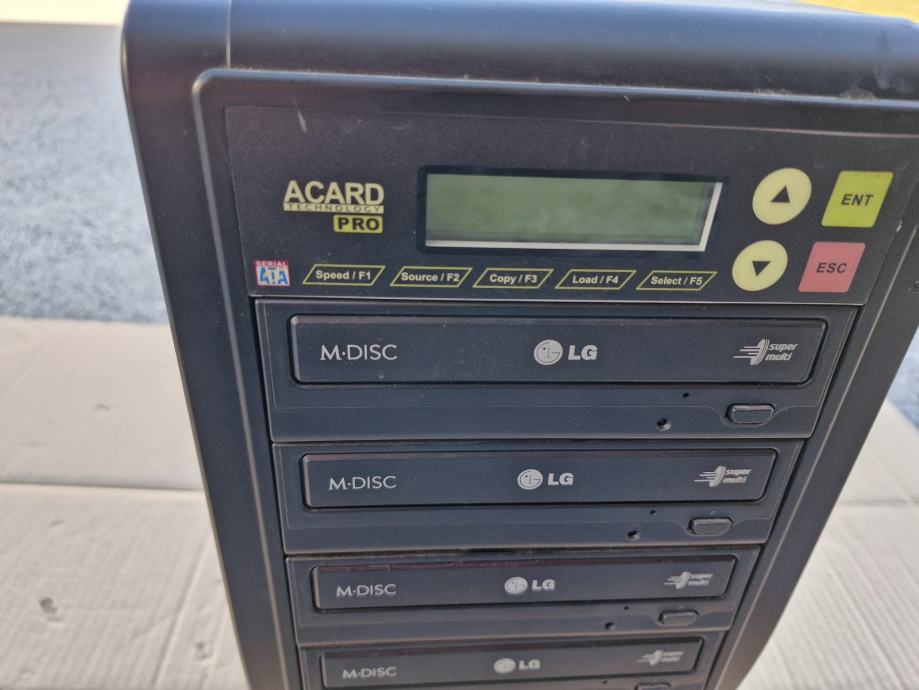 ACARD
TECHNOLOGY
PRO
ENT
ESC
SERIAL
ATA
Speed / F1
Source / F2
Copy / F3
Load / F4
Select / F5
M·DISC LG super multi
M·DISC LG super multi
M·DISC LG super multi
M·DISC LG super multi